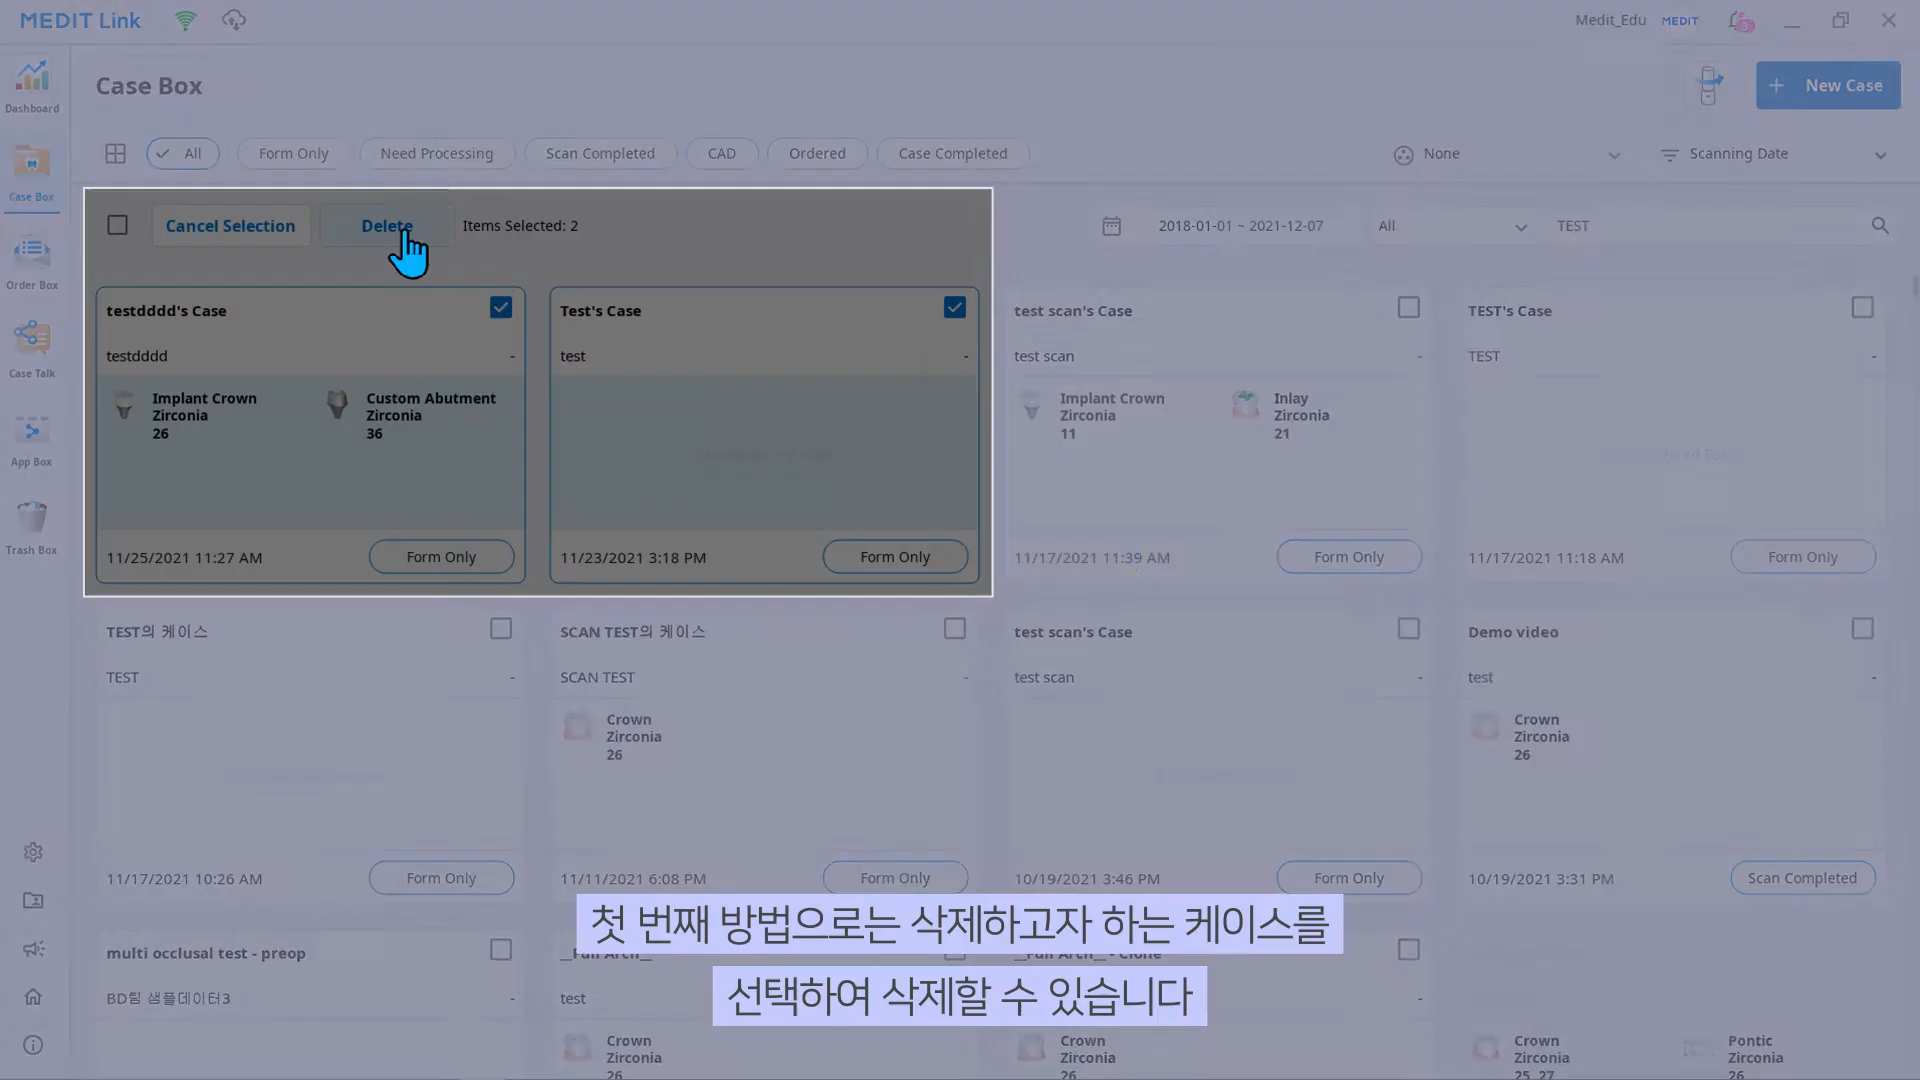 MEDIT Link
Medit_Edu MEDIT
3
Dashboard
Case Box
Order Box
Case Talk
App Box
Trash Box
Case Box
+ New Case
All
Form Only
Need Processing
Scan Completed
CAD
Ordered
Case Completed
None
Scanning Date
Cancel Selection
Delete
Items Selected: 2
2018-01-01 ~ 2021-12-07
All
TEST
testdddd's Case
testdddd -
Implant Crown
Zirconia
26
Custom Abutment
Zirconia
36
11/25/2021 11:27 AM
Form Only
Test's Case
test -
11/23/2021 3:18 PM
Form Only
test scan's Case
test scan -
Implant Crown
Zirconia
11
Inlay
Zirconia
21
11/17/2021 11:39 AM
Form Only
TEST's Case
TEST -
11/17/2021 11:18 AM
Form Only
TEST의 케이스
TEST -
11/17/2021 10:26 AM
Form Only
SCAN TEST의 케이스
SCAN TEST -
Crown
Zirconia
26
11/11/2021 6:08 PM
Form Only
test scan's Case
test scan -
10/19/2021 3:46 PM
Form Only
Demo video
test -
Crown
Zirconia
26
10/19/2021 3:31 PM
Scan Completed
첫 번째 방법으로는 삭제하고자 하는 케이스를
선택하여 삭제할 수 있습니다
multi occlusal test - preop
BD팀 샘플데이터3 -
test
Crown
Zirconia
26
Crown
Zirconia
26
Crown
Zirconia
25, 27
Pontic
Zirconia
26